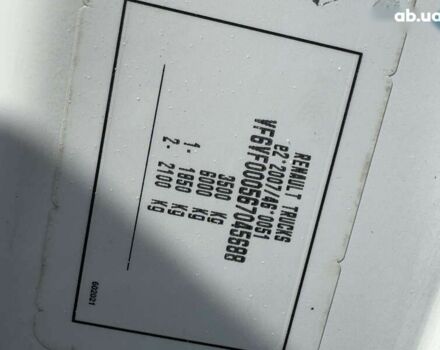 RENAULT TRUCKS
e2*2007/46*0051
VF6VF000567045688
3500 Kg
6000 Kg
1 - 1850 Kg
2 - 2100 Kg
602021
ab.ua